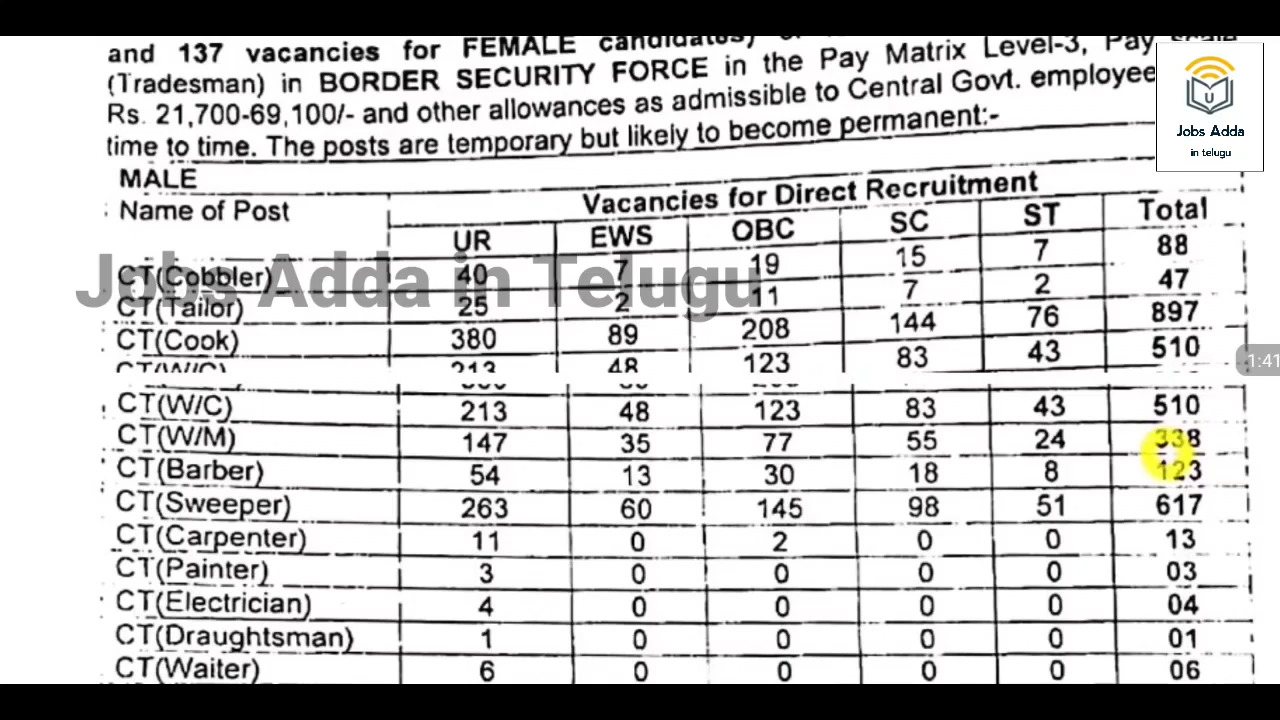 and 137 vacancies for FEMALE candidates)
(Tradesman) in BORDER SECURITY FORCE in the Pay Matrix Level-3, Pay scale
Rs. 21,700-69,100/- and other allowances as admissible to Central Govt. employee
time to time. The posts are temporary but likely to become permanent:-
Jobs Adda
in telugu
MALE
Name of Post Vacancies for Direct Recruitment
UR EWS OBC SC ST Total
CT(Cobbler) 40 7 19 15 7 88
CT(Tailor) 25 2 11 7 2 47
CT(Cook) 380 89 208 144 76 897
CT(W/C) 213 48 123 83 43 510
Jobs Adda in Telugu
1:41
CT(W/C) 213 48 123 83 43 510
CT(W/M) 147 35 77 55 24 338
CT(Barber) 54 13 30 18 8 123
CT(Sweeper) 263 60 145 98 51 617
CT(Carpenter) 11 0 2 0 0 13
CT(Painter) 3 0 0 0 0 03
CT(Electrician) 4 0 0 0 0 04
CT(Draughtsman) 1 0 0 0 0 01
CT(Waiter) 6 0 0 0 0 06